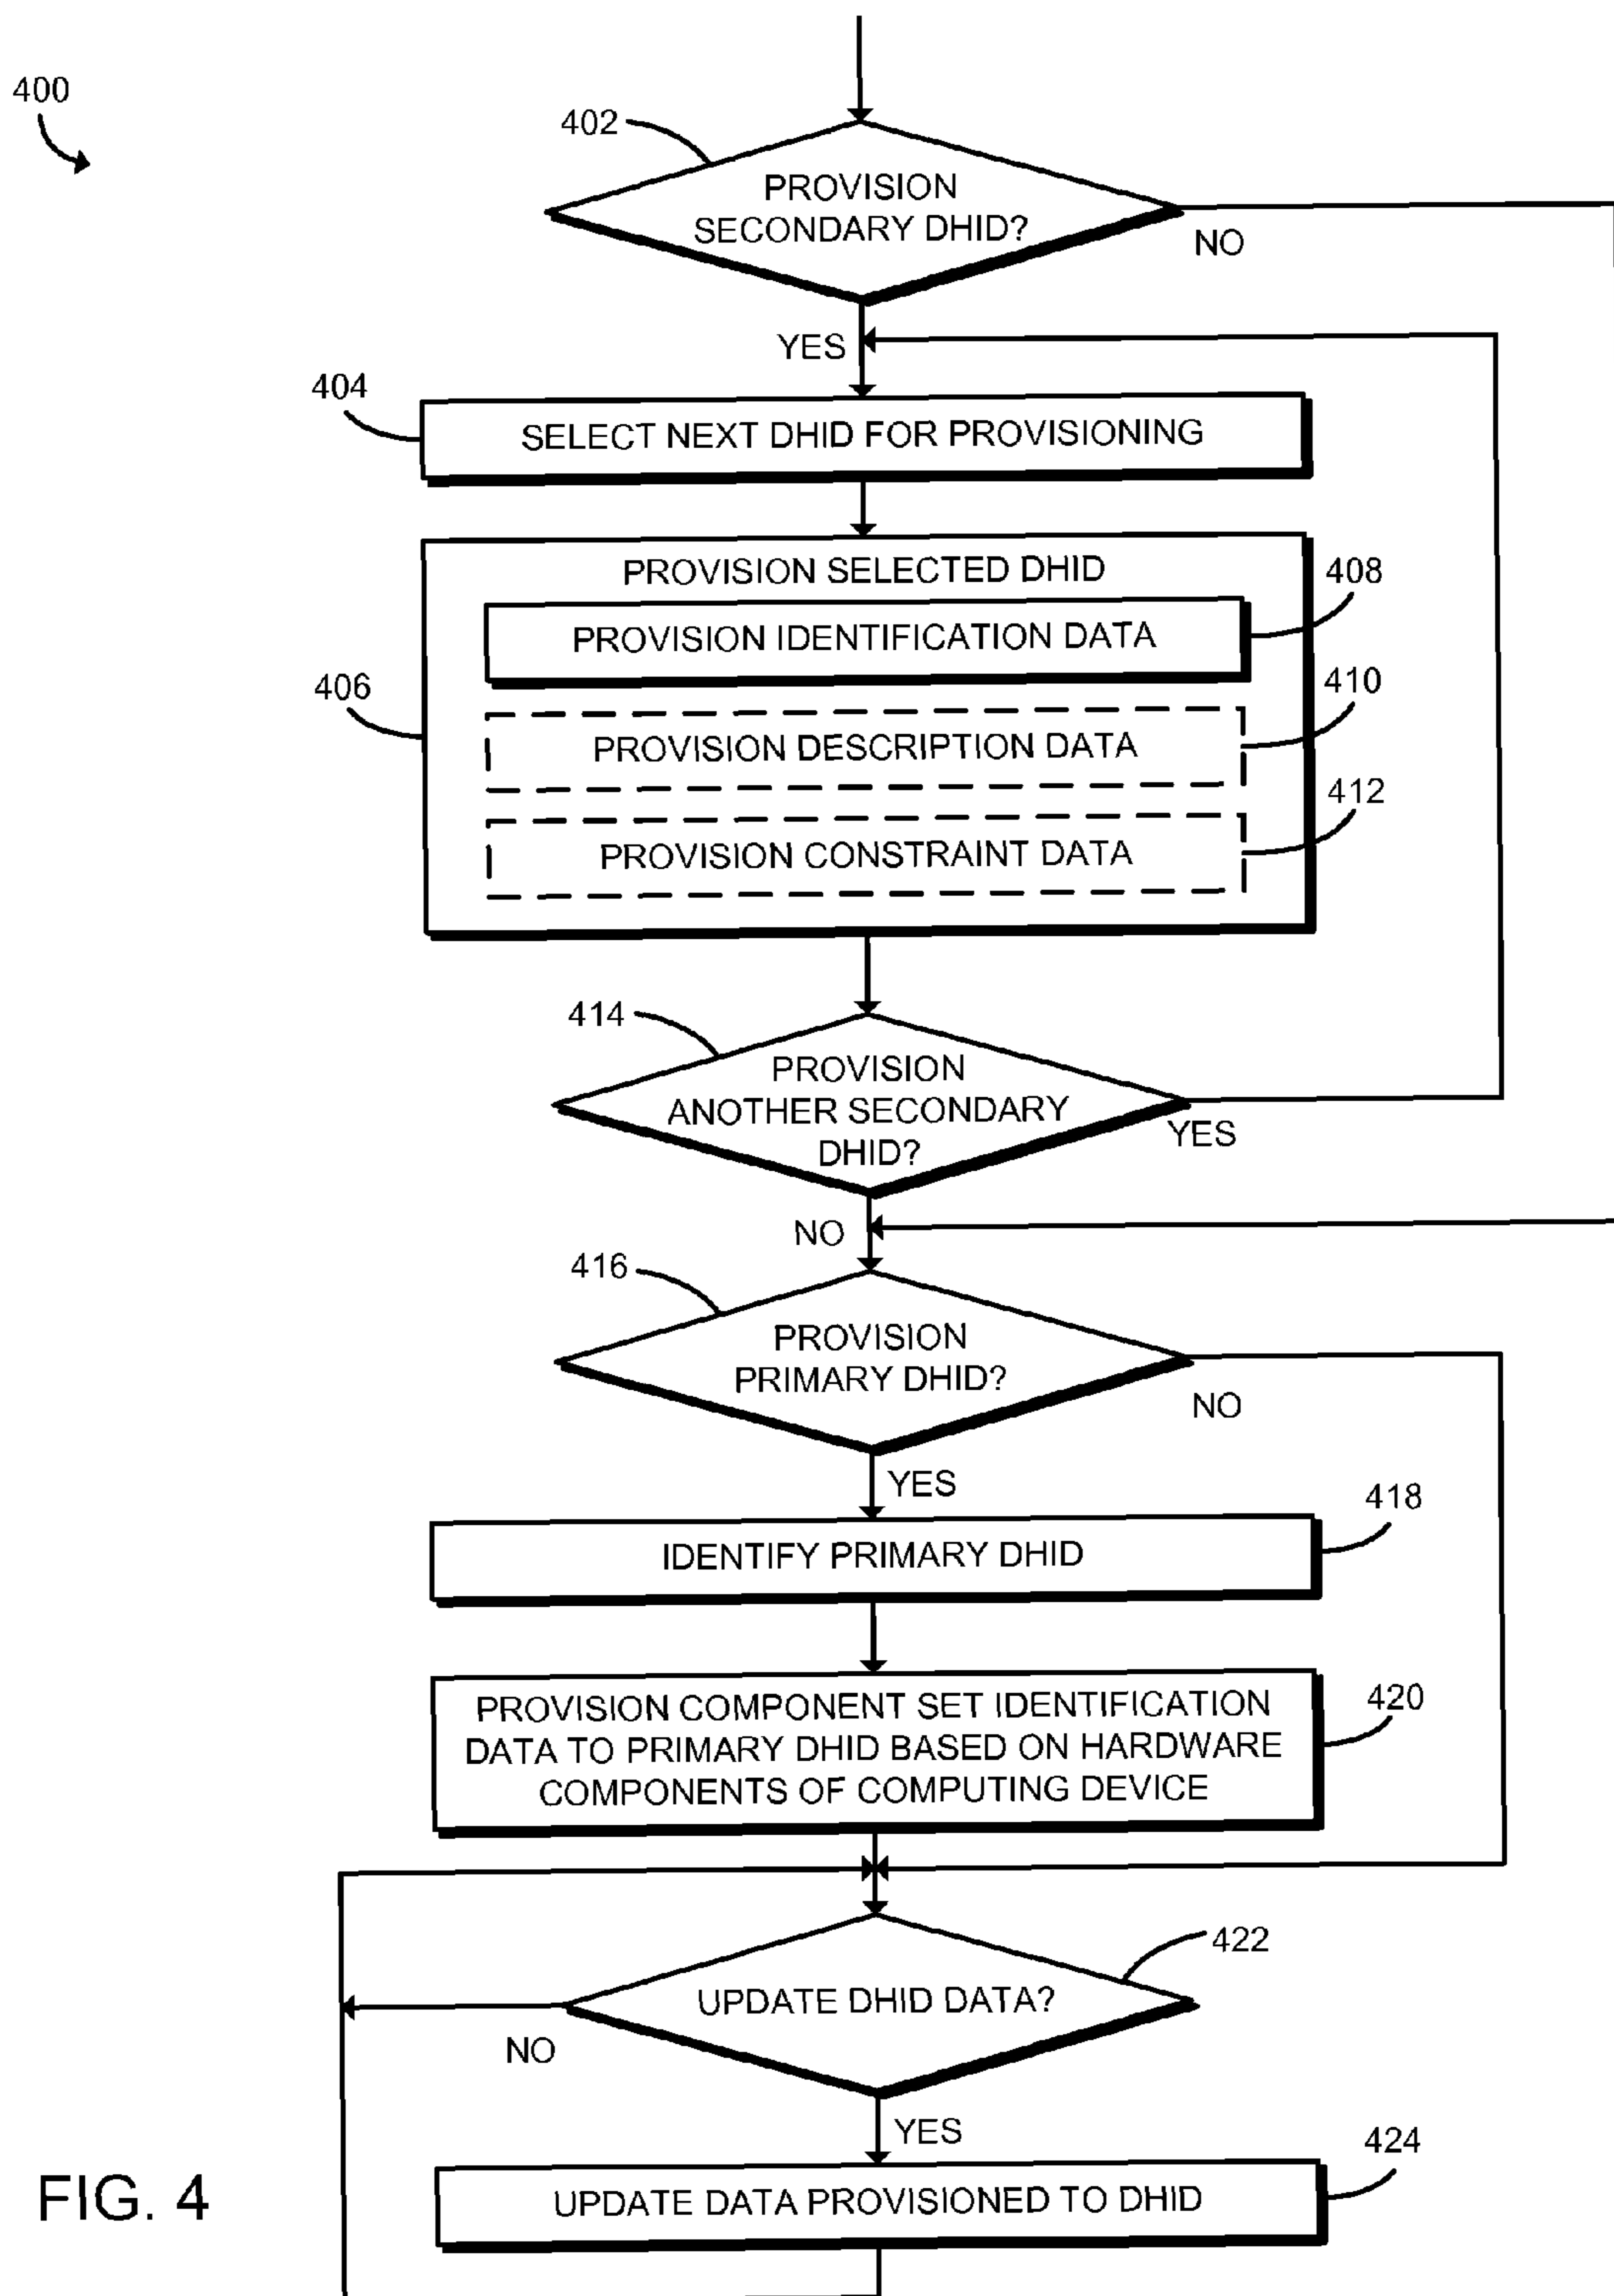 400
402
PROVISION
SECONDARY DHID?
NO
YES
404
SELECT NEXT DHID FOR PROVISIONING
PROVISION SELECTED DHID
408
PROVISION IDENTIFICATION DATA
406
410
PROVISION DESCRIPTION DATA
412
PROVISION CONSTRAINT DATA
414
PROVISION
ANOTHER SECONDARY
DHID?
YES
NO
416
PROVISION
PRIMARY DHID?
NO
YES
418
IDENTIFY PRIMARY DHID
420
PROVISION COMPONENT SET IDENTIFICATION
DATA TO PRIMARY DHID BASED ON HARDWARE
COMPONENTS OF COMPUTING DEVICE
422
UPDATE DHID DATA?
NO
YES
424
UPDATE DATA PROVISIONED TO DHID
FIG. 4